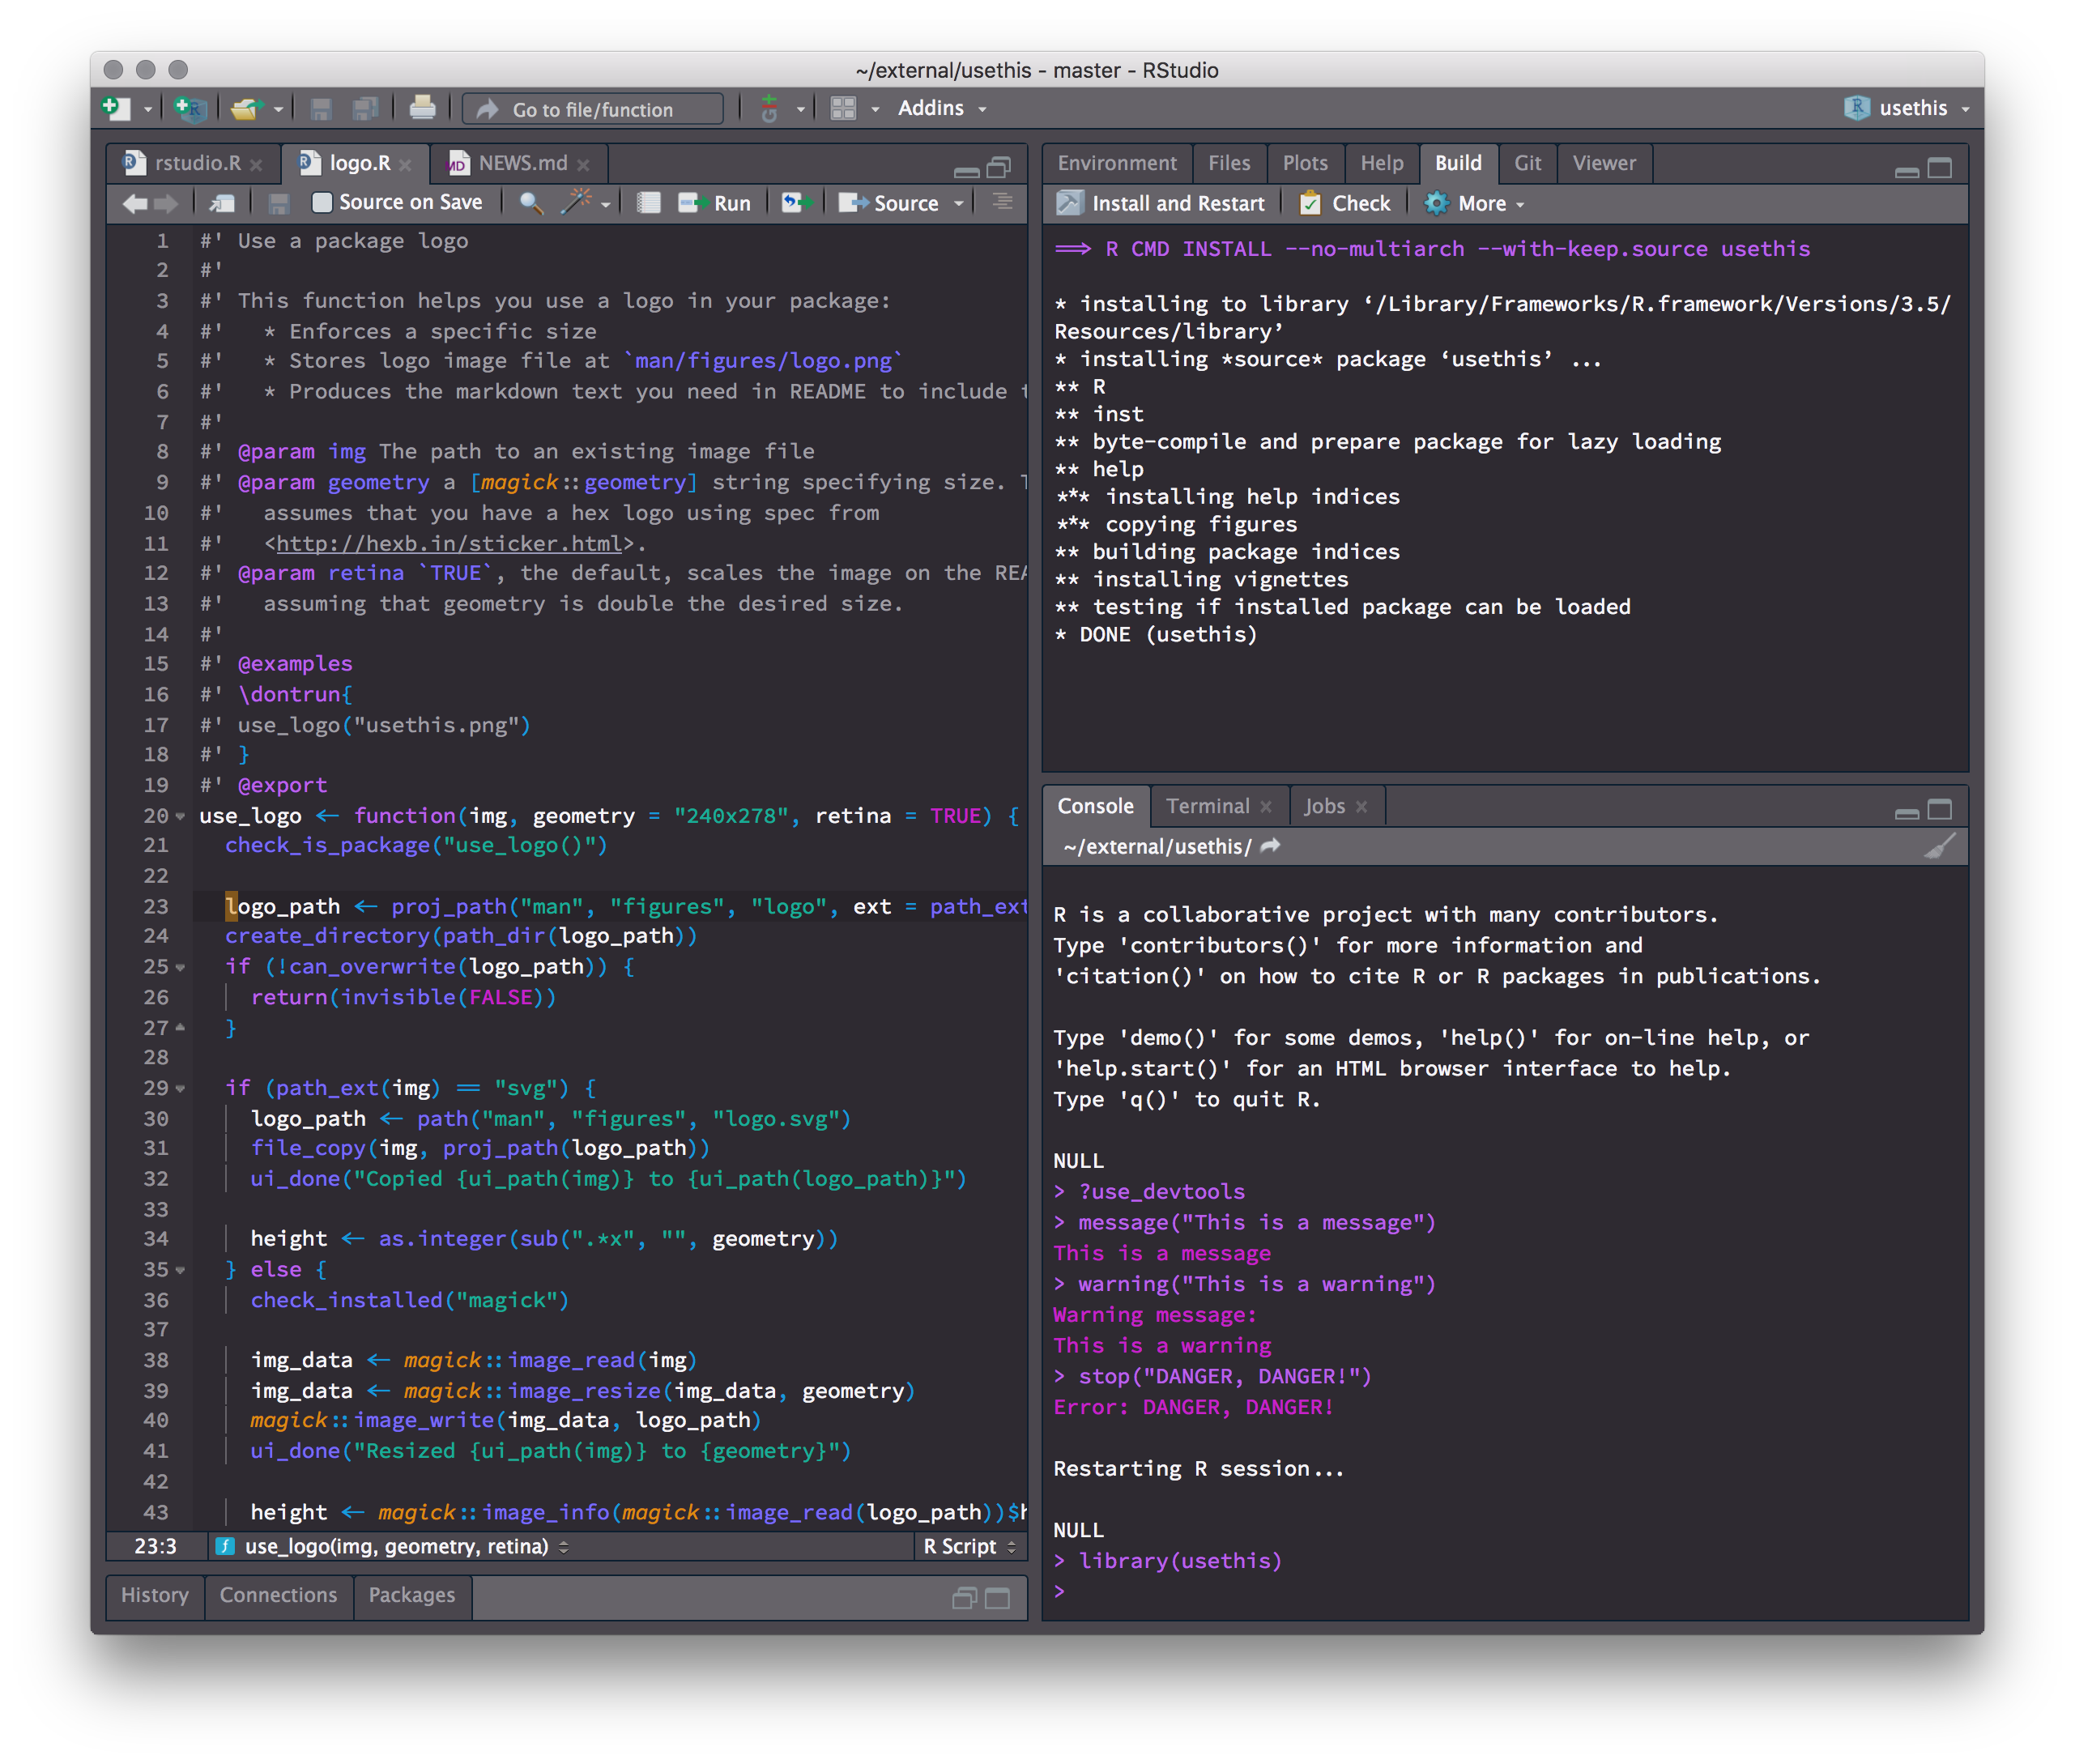 ~/external/usethis - master - RStudio
Go to file/function
Addins
usethis
rstudio.R
logo.R
NEWS.md
Source on Save
Run
Source
1 #' Use a package logo
2 #'
3 #' This function helps you use a logo in your package:
4 #'   * Enforces a specific size
5 #'   * Stores logo image file at `man/figures/logo.png`
6 #'   * Produces the markdown text you need in README to include t
7 #'
8 #' @param img The path to an existing image file
9 #' @param geometry a [magick::geometry] string specifying size. T
10 #'   assumes that you have a hex logo using spec from
11 #'   <http://hexb.in/sticker.html>.
12 #' @param retina `TRUE`, the default, scales the image on the REA
13 #'   assuming that geometry is double the desired size.
14 #'
15 #' @examples
16 #' \dontrun{
17 #' use_logo("usethis.png")
18 #' }
19 #' @export
20 use_logo <- function(img, geometry = "240x278", retina = TRUE) {
21   check_is_package("use_logo()")
22
23   logo_path <- proj_path("man", "figures", "logo", ext = path_ext
24   create_directory(path_dir(logo_path))
25   if (!can_overwrite(logo_path)) {
26     return(invisible(FALSE))
27   }
28
29   if (path_ext(img) == "svg") {
30     logo_path <- path("man", "figures", "logo.svg")
31     file_copy(img, proj_path(logo_path))
32     ui_done("Copied {ui_path(img)} to {ui_path(logo_path)}")
33
34     height <- as.integer(sub(".*x", "", geometry))
35   } else {
36     check_installed("magick")
37
38     img_data <- magick::image_read(img)
39     img_data <- magick::image_resize(img_data, geometry)
40     magick::image_write(img_data, logo_path)
41     ui_done("Resized {ui_path(img)} to {geometry}")
42
43     height <- magick::image_info(magick::image_read(logo_path))$h
23:3
use_logo(img, geometry, retina)
R Script
History
Connections
Packages
Environment
Files
Plots
Help
Build
Git
Viewer
Install and Restart
Check
More
==> R CMD INSTALL --no-multiarch --with-keep.source usethis
* installing to library ‘/Library/Frameworks/R.framework/Versions/3.5/
Resources/library’
* installing *source* package ‘usethis’ ...
** R
** inst
** byte-compile and prepare package for lazy loading
** help
*** installing help indices
*** copying figures
** building package indices
** installing vignettes
** testing if installed package can be loaded
* DONE (usethis)
Console
Terminal
Jobs
~/external/usethis/
R is a collaborative project with many contributors.
Type 'contributors()' for more information and
'citation()' on how to cite R or R packages in publications.
Type 'demo()' for some demos, 'help()' for on-line help, or
'help.start()' for an HTML browser interface to help.
Type 'q()' to quit R.
NULL
> ?use_devtools
> message("This is a message")
This is a message
> warning("This is a warning")
Warning message:
This is a warning
> stop("DANGER, DANGER!")
Error: DANGER, DANGER!
Restarting R session...
NULL
> library(usethis)
>